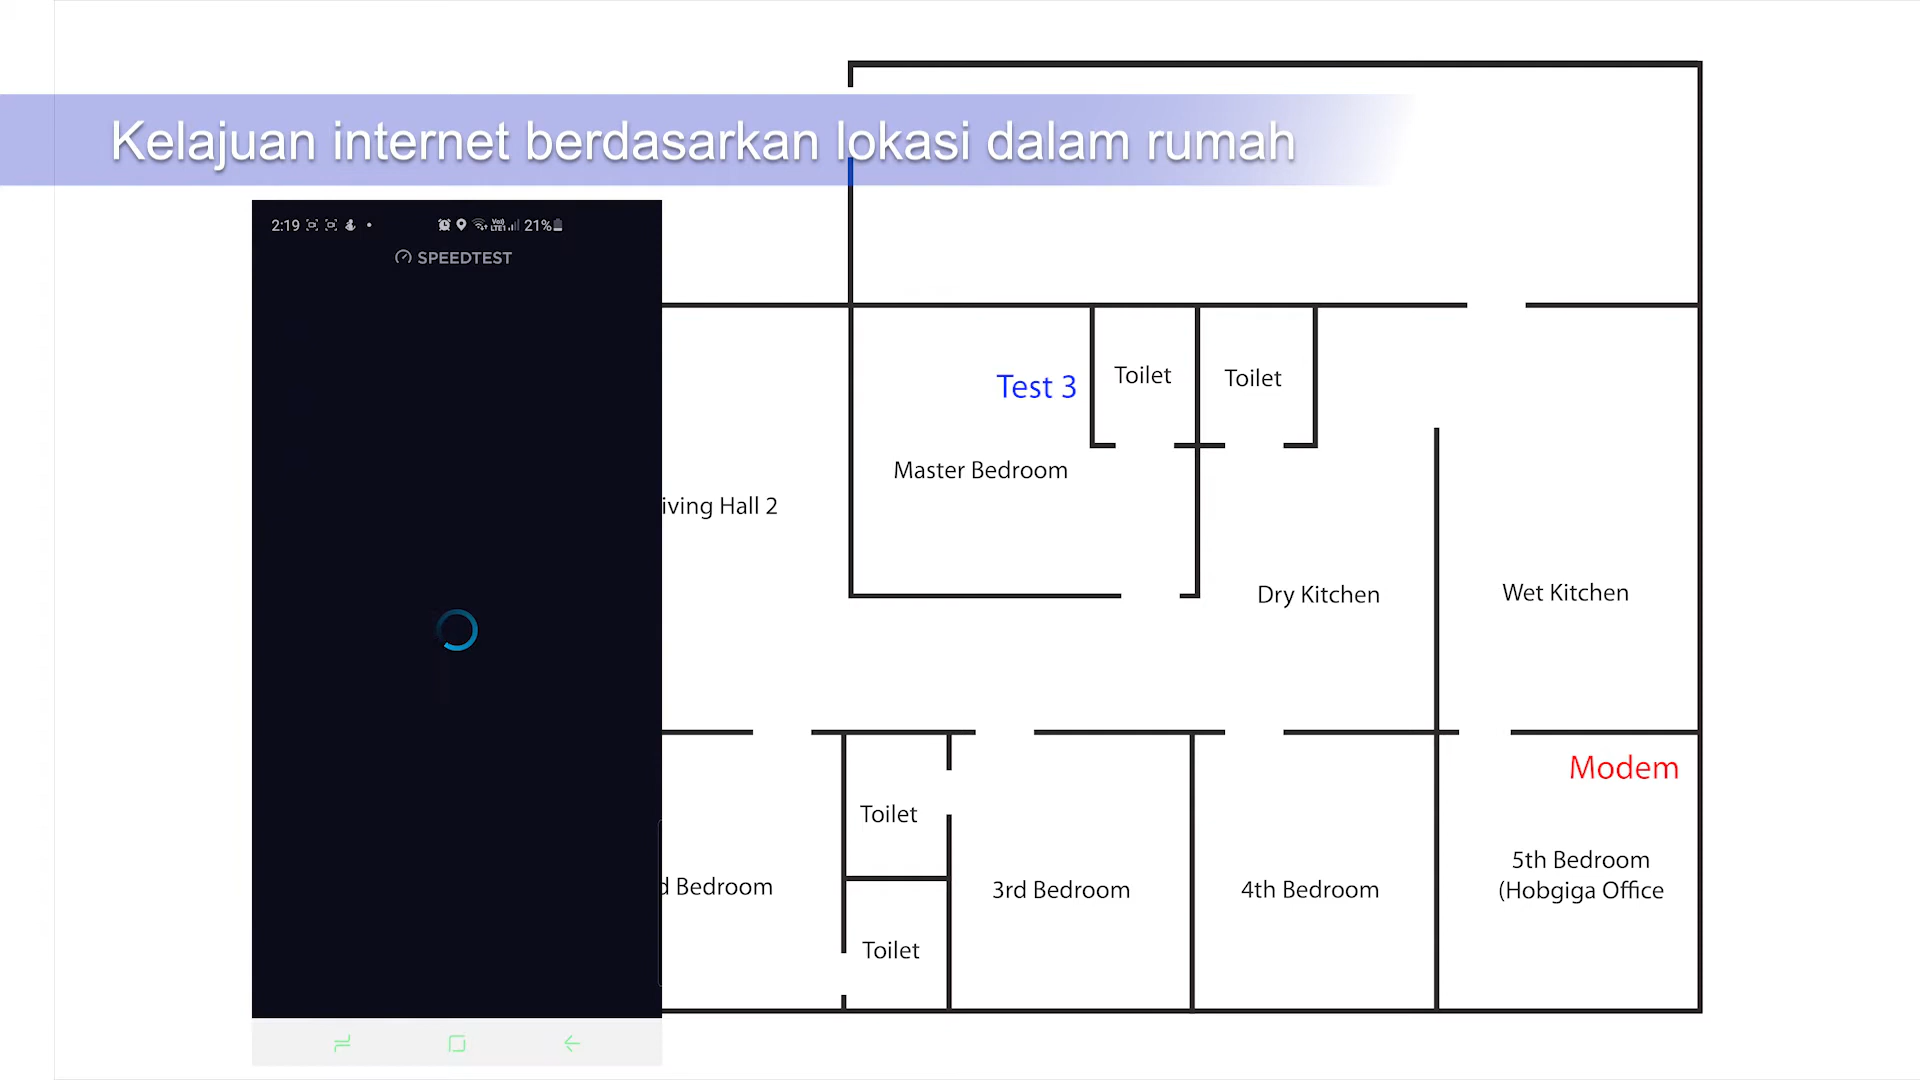 Kelajuan internet berdasarkan lokasi dalam rumah
2:19
21%
SPEEDTEST
Toilet
Toilet
Test 3
Master Bedroom
iving Hall 2
Dry Kitchen
Wet Kitchen
Modem
Toilet
d Bedroom
3rd Bedroom
4th Bedroom
5th Bedroom
(Hobgiga Office
Toilet